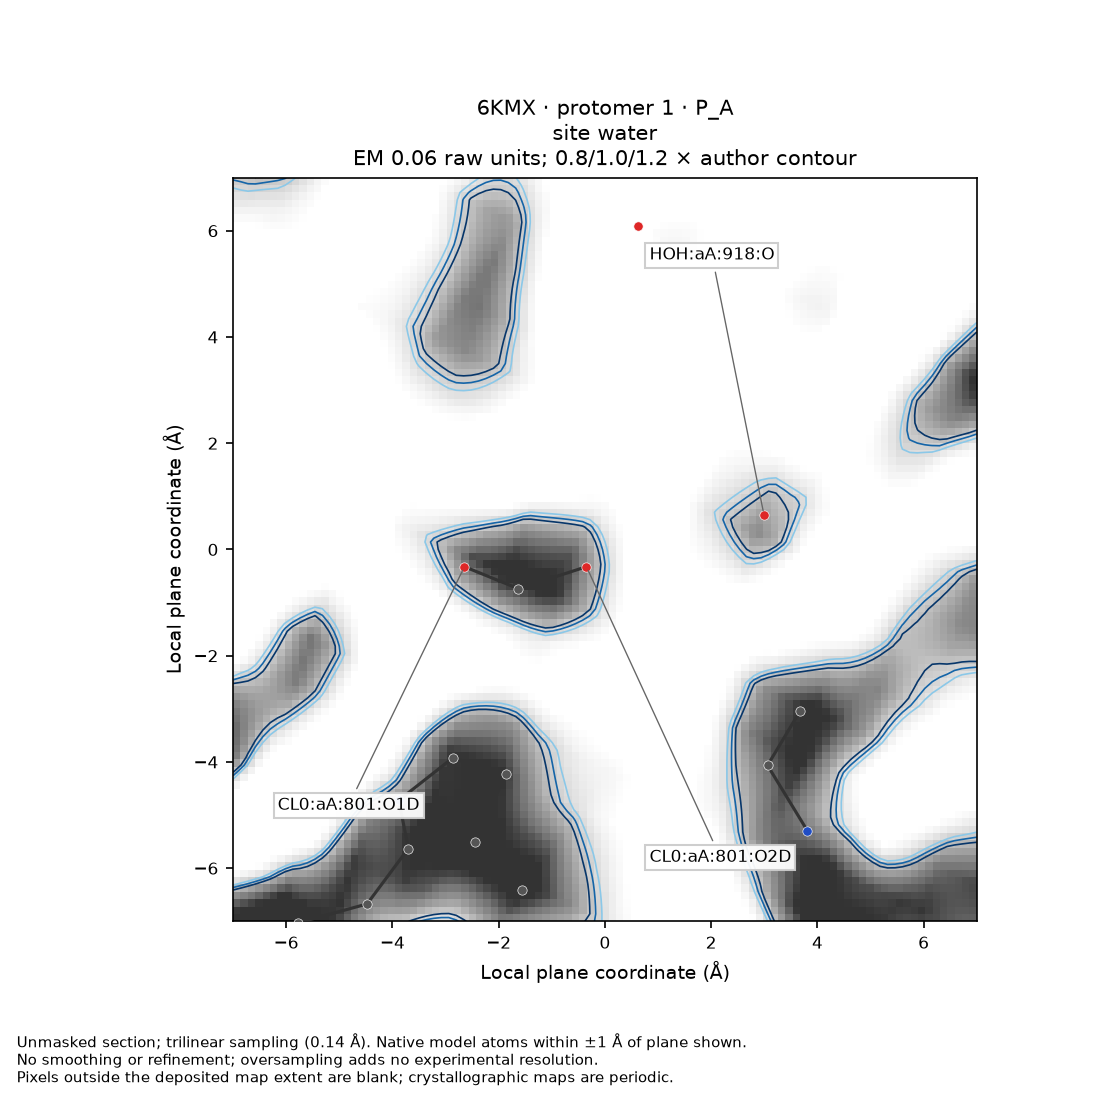 6KMX · protomer 1 · P_A
site water
EM 0.06 raw units; 0.8/1.0/1.2 × author contour
Local plane coordinate (Å)
6
4
2
0
−2
−4
−6
HOH:aA:918:O
CL0:aA:801:O1D
CL0:aA:801:O2D
−6 −4 −2 0 2 4 6
Local plane coordinate (Å)
Unmasked section; trilinear sampling (0.14 Å). Native model atoms within ±1 Å of plane shown.
No smoothing or refinement; oversampling adds no experimental resolution.
Pixels outside the deposited map extent are blank; crystallographic maps are periodic.